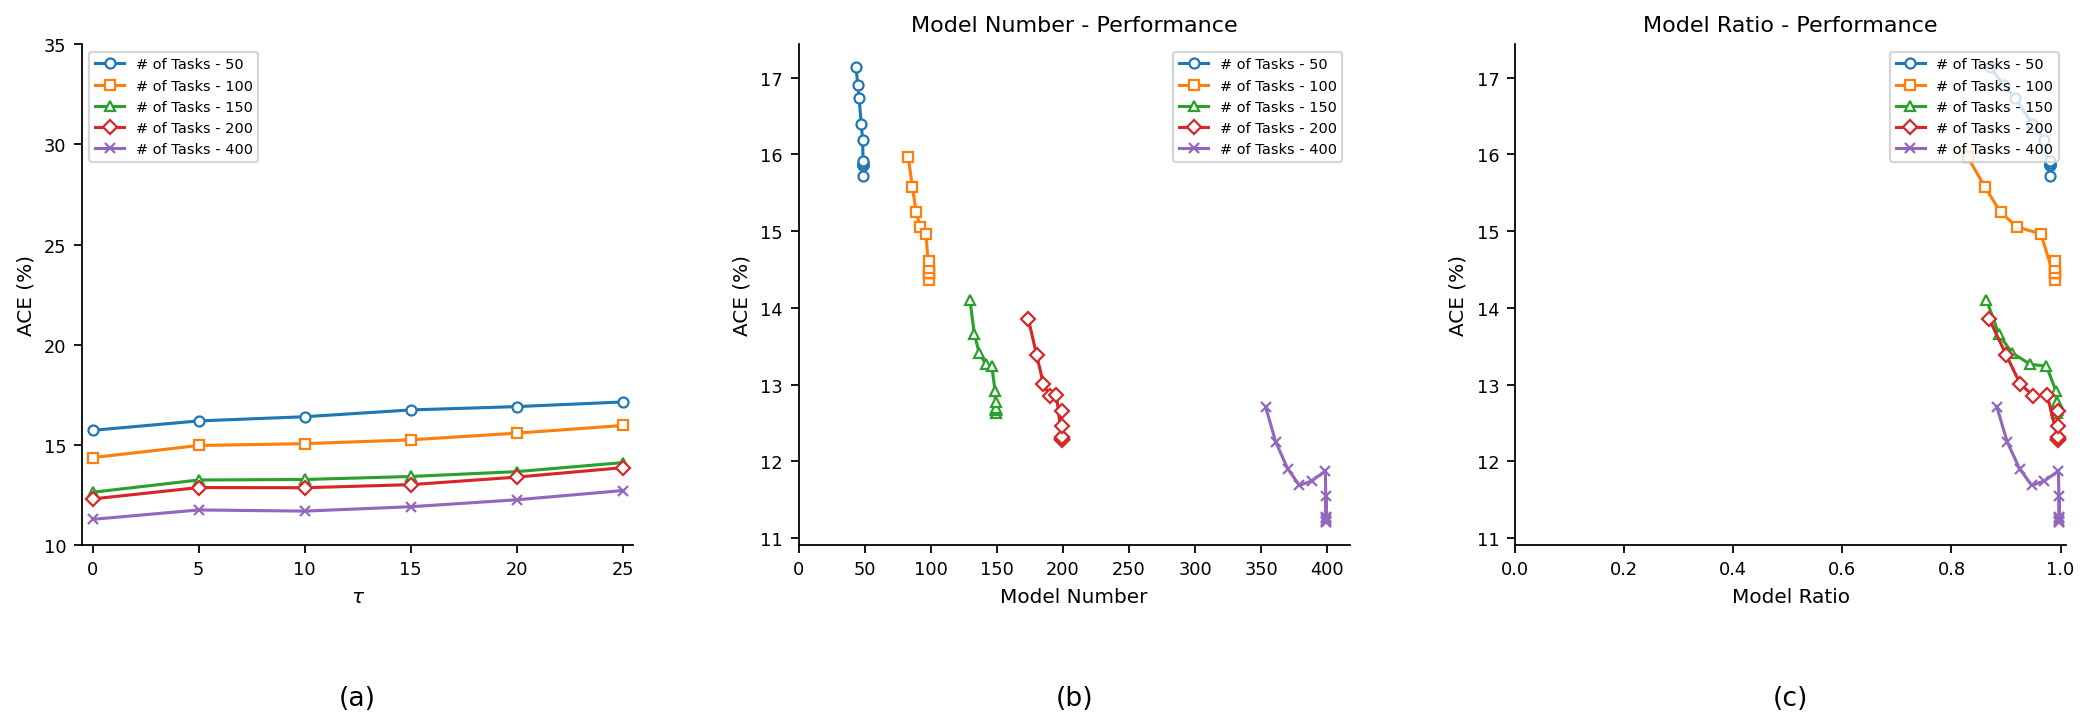 35
30
25
20
15
10
ACE (%)
# of Tasks - 50
# of Tasks - 100
# of Tasks - 150
# of Tasks - 200
# of Tasks - 400
0 5 10 15 20 25
τ
(a)
Model Number - Performance
17
16
15
14
13
12
11
ACE (%)
# of Tasks - 50
# of Tasks - 100
# of Tasks - 150
# of Tasks - 200
# of Tasks - 400
0 50 100 150 200 250 300 350 400
Model Number
(b)
Model Ratio - Performance
17
16
15
14
13
12
11
ACE (%)
# of Tasks - 50
# of Tasks - 100
# of Tasks - 150
# of Tasks - 200
# of Tasks - 400
0.0 0.2 0.4 0.6 0.8 1.0
Model Ratio
(c)